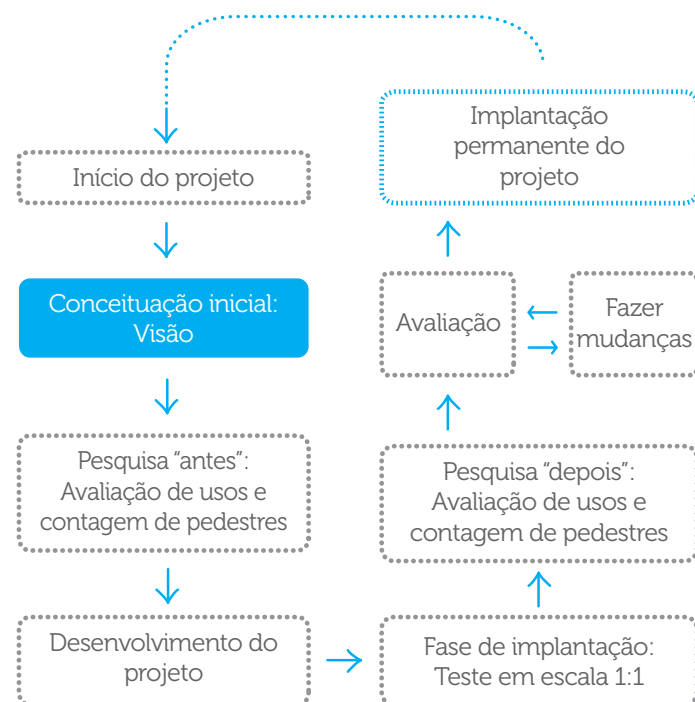 Início do projeto
Conceituação inicial:
Visão
Pesquisa “antes”:
Avaliação de usos e
contagem de pedestres
Desenvolvimento do
projeto
Fase de implantação:
Teste em escala 1:1
Pesquisa “depois”:
Avaliação de usos e
contagem de pedestres
Avaliação
Fazer
mudanças
Implantação
permanente do
projeto